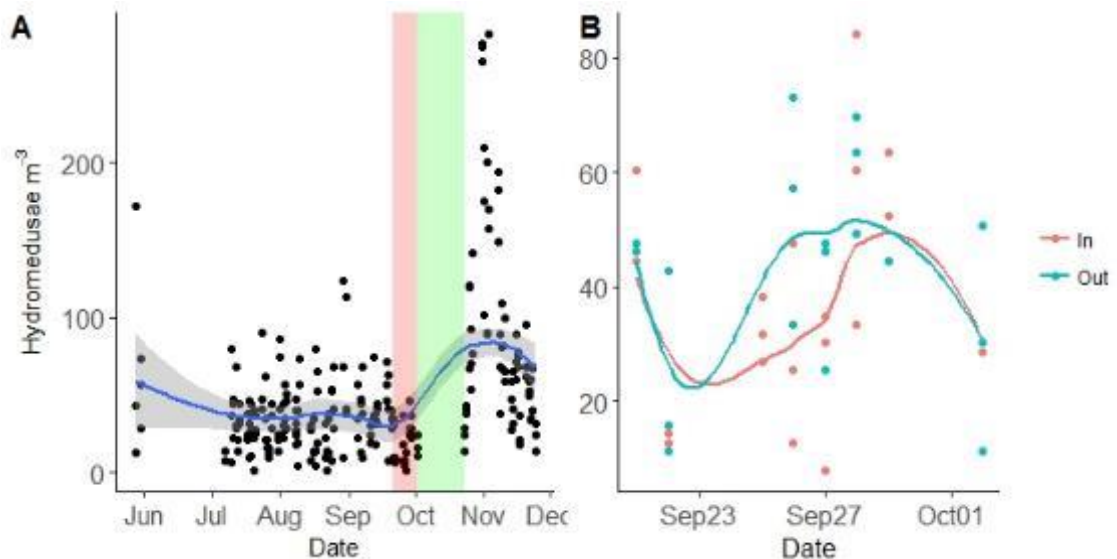 A
B
Hydromedusae m⁻³
200
100
0
Jun Jul Aug Sep Oct Nov Dec
Date
80
60
40
20
Sep23 Sep27 Oct01
Date
In
Out